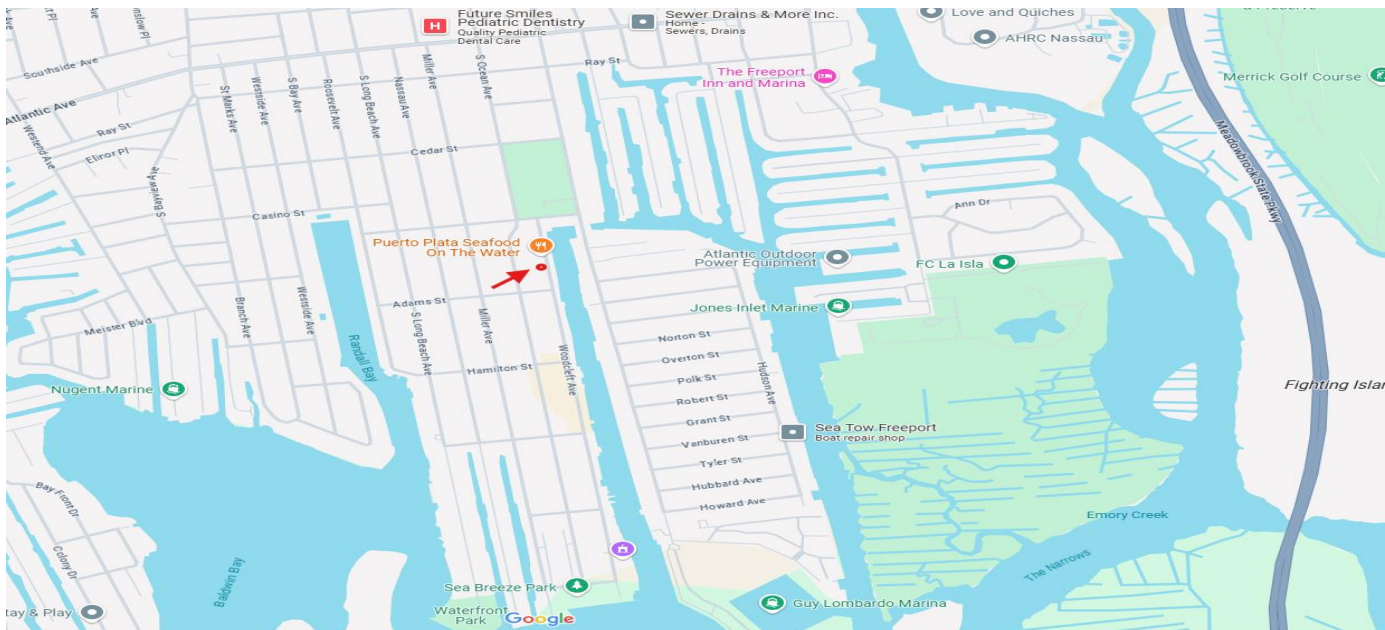 Future Smiles
Pediatric Dentistry
Quality Pediatric
Dental Care
Sewer Drains & More Inc.
Home -
Sewers, Drains
Love and Quiches
AHRC Nassau
Merrick Golf Course
The Freeport
Inn and Marina
Ray St
Southside Ave
Atlantic Ave
Ray St
Elinor Pl
Westend Ave
St Marks Ave
Westside Ave
S Bay Ave
Roosevelt Ave
S Long Beach Ave
Nassau Ave
Miller Ave
S Ocean Ave
Cedar St
S Bayview Ave
Casino St
Meadowbrook State Pkwy
Ann Dr
Puerto Plata Seafood
On The Water
Atlantic Outdoor
Power Equipment
FC La Isla
Jones Inlet Marine
Adams St
Branch Ave
Westside Ave
Meister Blvd
Randall Bay
S Long Beach Ave
Miller Ave
Woodcleft Ave
Hamilton St
Norton St
Overton St
Polk St
Robert St
Grant St
Vanburen St
Tyler St
Hubbard Ave
Howard Ave
Hudson Ave
Nugent Marine
Fighting Islan
Sea Tow Freeport
Boat repair shop
Bay Front Dr
Colony Dr
Baldwin Bay
Emory Creek
The Narrows
Sea Breeze Park
Waterfront
Park
Google
Guy Lombardo Marina
tay & Play